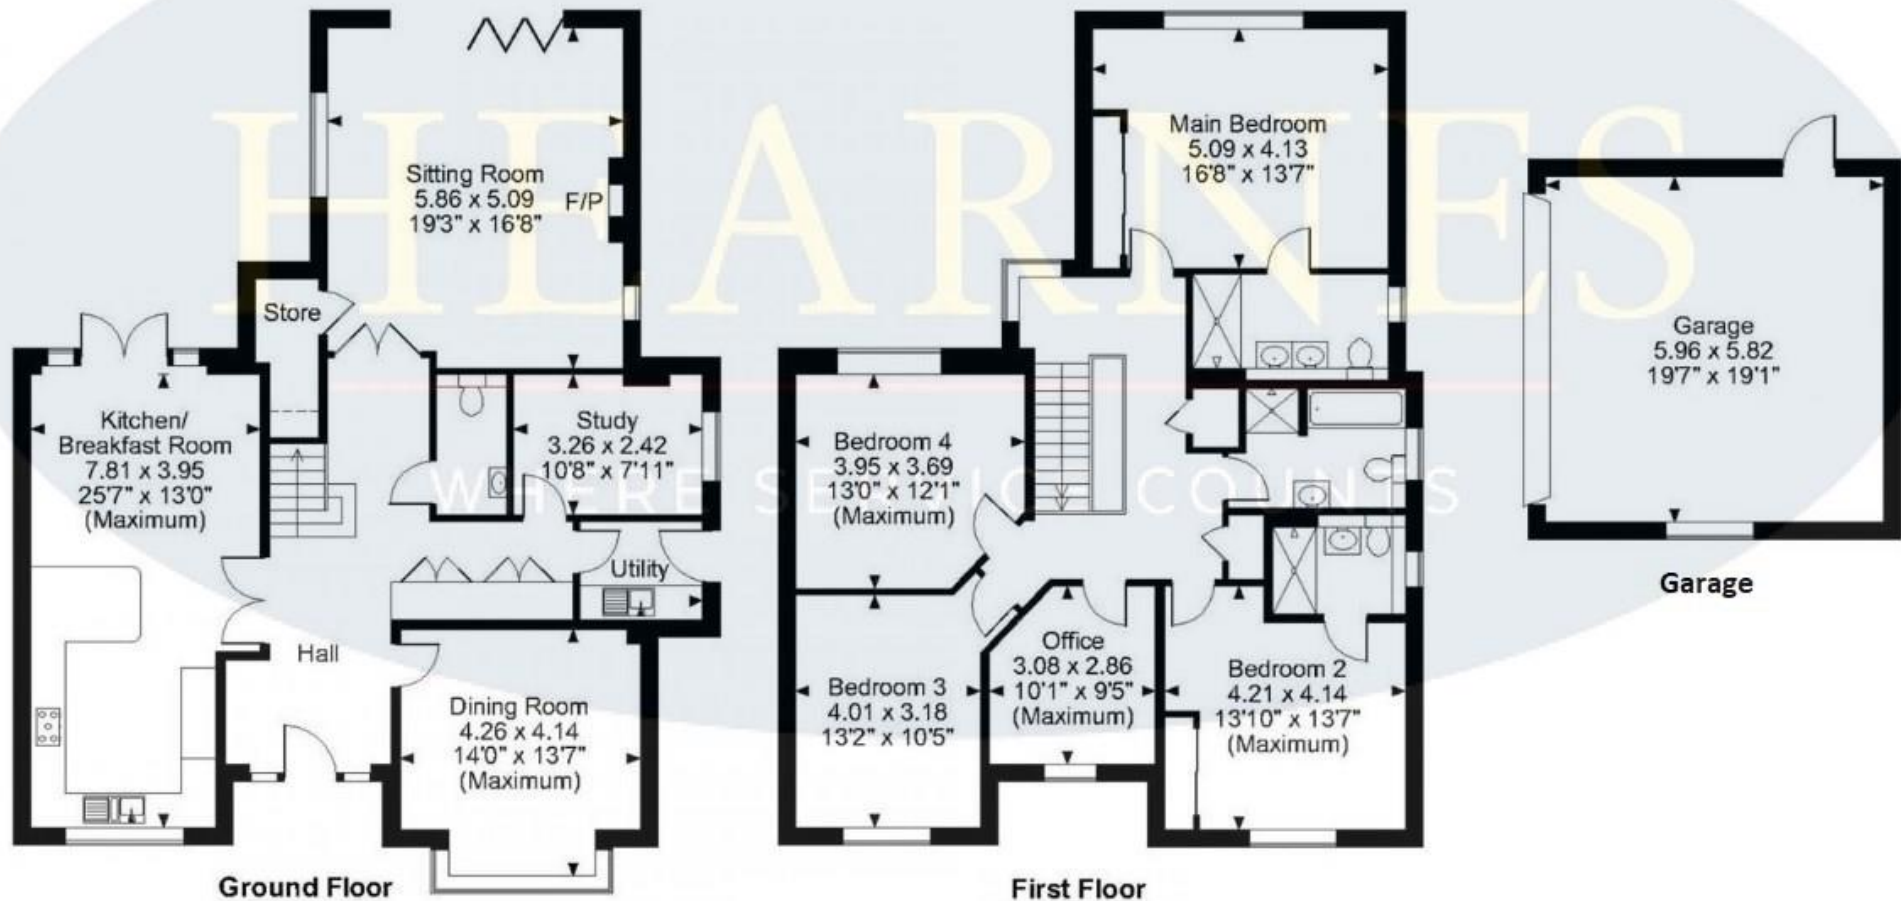 HEARNES
WHERE SERVICE COUNTS
Sitting Room
5.86 x 5.09
19'3" x 16'8"
F/P
Store
Kitchen/
Breakfast Room
7.81 x 3.95
25'7" x 13'0"
(Maximum)
Study
3.26 x 2.42
10'8" x 7'11"
Utility
Hall
Dining Room
4.26 x 4.14
14'0" x 13'7"
(Maximum)
Ground Floor
Main Bedroom
5.09 x 4.13
16'8" x 13'7"
Bedroom 4
3.95 x 3.69
13'0" x 12'1"
(Maximum)
Bedroom 3
4.01 x 3.18
13'2" x 10'5"
Office
3.08 x 2.86
10'1" x 9'5"
(Maximum)
Bedroom 2
4.21 x 4.14
13'10" x 13'7"
(Maximum)
First Floor
Garage
5.96 x 5.82
19'7" x 19'1"
Garage